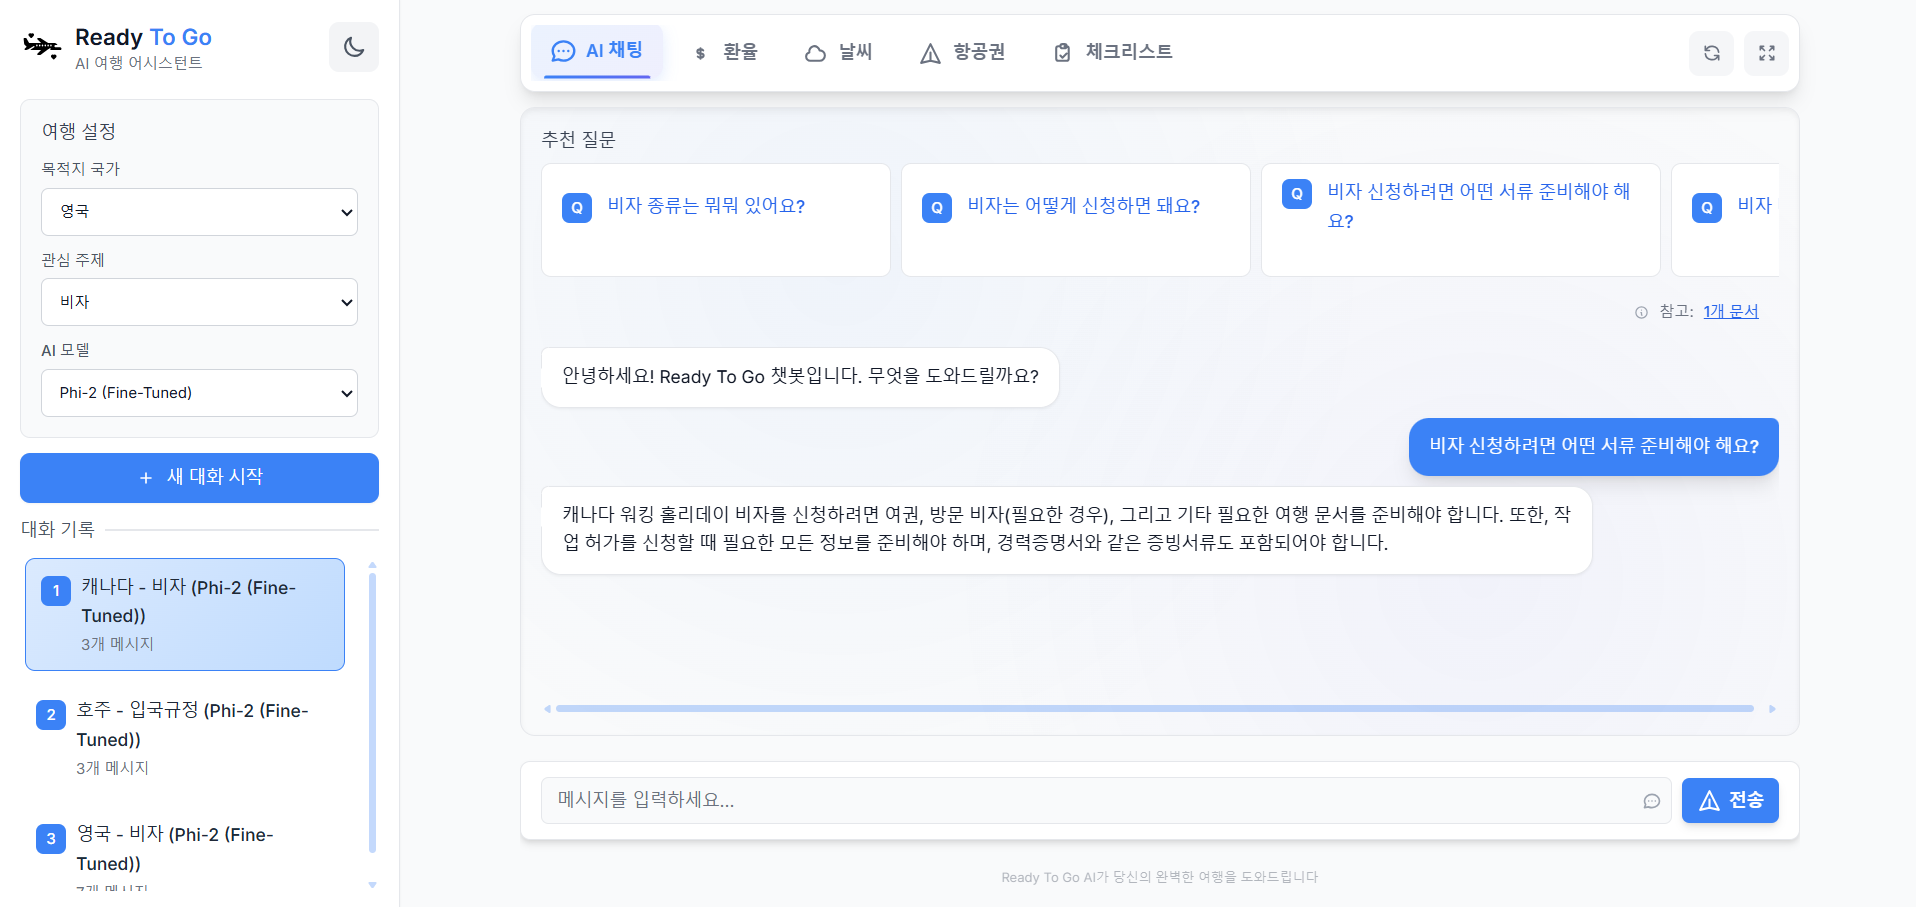 Ready To Go
AI 여행 어시스턴트
여행 설정
목적지 국가
영국
관심 주제
비자
AI 모델
Phi-2 (Fine-Tuned)
+ 새 대화 시작
대화 기록
1
캐나다 - 비자 (Phi-2 (Fine-
Tuned))
3개 메시지
2
호주 - 입국규정 (Phi-2 (Fine-
Tuned))
3개 메시지
3
영국 - 비자 (Phi-2 (Fine-
Tuned))
AI 채팅
$ 환율
날씨
항공권
체크리스트
추천 질문
Q 비자 종류는 뭐뭐 있어요?
Q 비자는 어떻게 신청하면 돼요?
Q 비자 신청하려면 어떤 서류 준비해야 해
요?
Q 비자
참고: 1개 문서
안녕하세요! Ready To Go 챗봇입니다. 무엇을 도와드릴까요?
비자 신청하려면 어떤 서류 준비해야 해요?
캐나다 워킹 홀리데이 비자를 신청하려면 여권, 방문 비자(필요한 경우), 그리고 기타 필요한 여행 문서를 준비해야 합니다. 또한, 작
업 허가를 신청할 때 필요한 모든 정보를 준비해야 하며, 경력증명서와 같은 증빙서류도 포함되어야 합니다.
메시지를 입력하세요...
전송
Ready To Go AI가 당신의 완벽한 여행을 도와드립니다